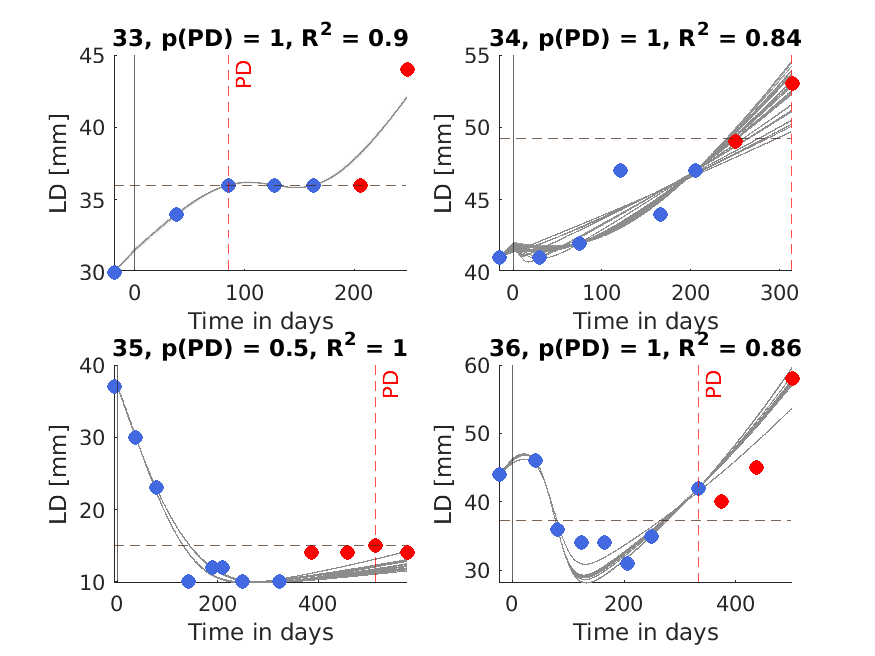 33, p(PD) = 1, R² = 0.9
45
40
35
30
LD [mm]
PD
0
100
200
Time in days
34, p(PD) = 1, R² = 0.84
55
50
45
40
LD [mm]
0
100
200
300
Time in days
35, p(PD) = 0.5, R² = 1
40
30
20
10
LD [mm]
PD
0
200
400
Time in days
36, p(PD) = 1, R² = 0.86
60
50
40
30
LD [mm]
PD
0
200
400
Time in days